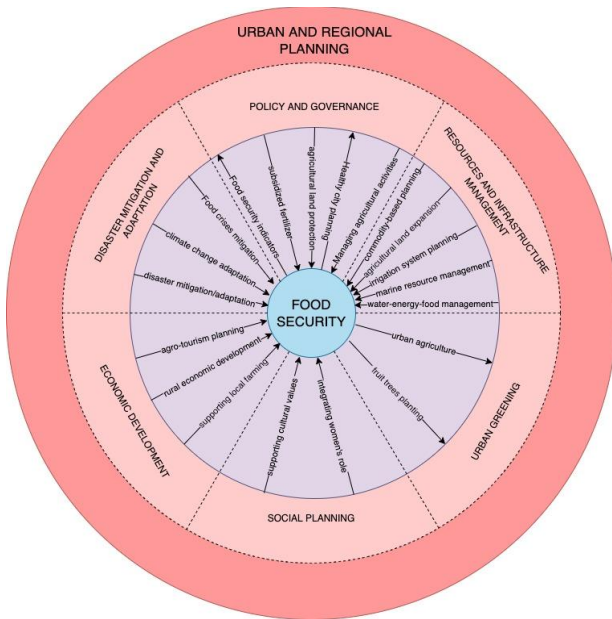 URBAN AND REGIONAL
PLANNING
POLICY AND GOVERNANCE
RESOURCES AND INFRASTRUCTURE
MANAGEMENT
URBAN GREENING
SOCIAL PLANNING
ECONOMIC DEVELOPMENT
DISASTER MITIGATION AND
ADAPTATION
Food security indicators
subsidized fertilizer
agricultural land protection
Healthy city
planning
Managing agricultural activities
commodity-based planning
agricultural land expansion
irrigation system planning
marine resource management
water-energy-food management
urban agriculture
fruit trees planting
integrating women's role
supporting cultural values
supporting local farming
rural economic development
agro-tourism planning
disaster mitigation/adaptation
climate change adaptation
Food crises mitigation
FOOD
SECURITY